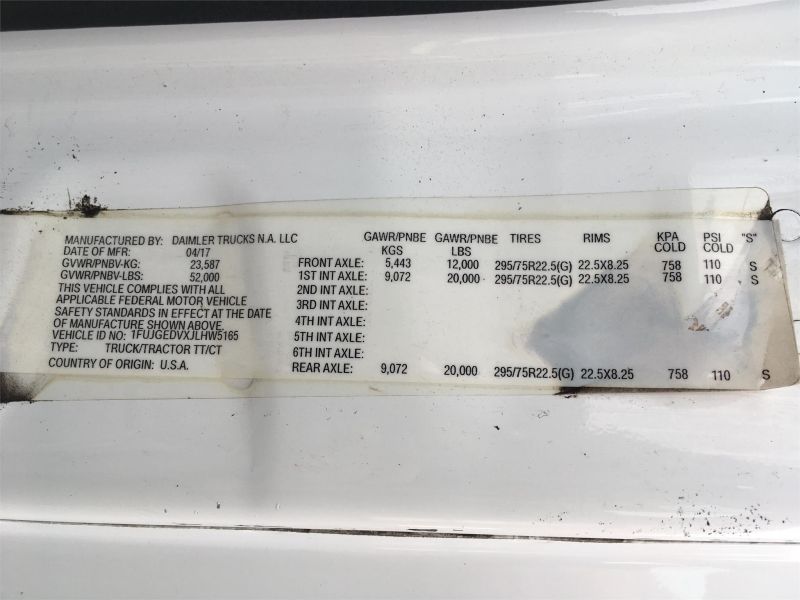 MANUFACTURED BY: DAIMLER TRUCKS N.A. LLC
DATE OF MFR: 04/17
GVWR/PNBV-KG: 23,587
GVWR/PNBV-LBS: 52,000
THIS VEHICLE COMPLIES WITH ALL
APPLICABLE FEDERAL MOTOR VEHICLE
SAFETY STANDARDS IN EFFECT AT THE DATE
OF MANUFACTURE SHOWN ABOVE.
VEHICLE ID NO: 1FUJGEDVXJLHW5165
TYPE: TRUCK/TRACTOR TT/CT
COUNTRY OF ORIGIN: U.S.A.
GAWR/PNBE KGS GAWR/PNBE LBS TIRES RIMS KPA COLD PSI COLD "S"
FRONT AXLE: 5,443 12,000 295/75R22.5(G) 22.5X8.25 758 110 S
1ST INT AXLE: 9,072 20,000 295/75R22.5(G) 22.5X8.25 758 110 S
2ND INT AXLE:
3RD INT AXLE:
4TH INT AXLE:
5TH INT AXLE:
6TH INT AXLE:
REAR AXLE: 9,072 20,000 295/75R22.5(G) 22.5X8.25 758 110 S